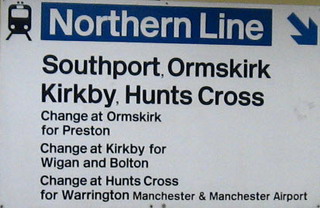 Northern Line
Southport, Ormskirk
Kirkby, Hunts Cross
Change at Ormskirk
for Preston
Change at Kirkby for
Wigan and Bolton
Change at Hunts Cross
for Warrington Manchester & Manchester Airport